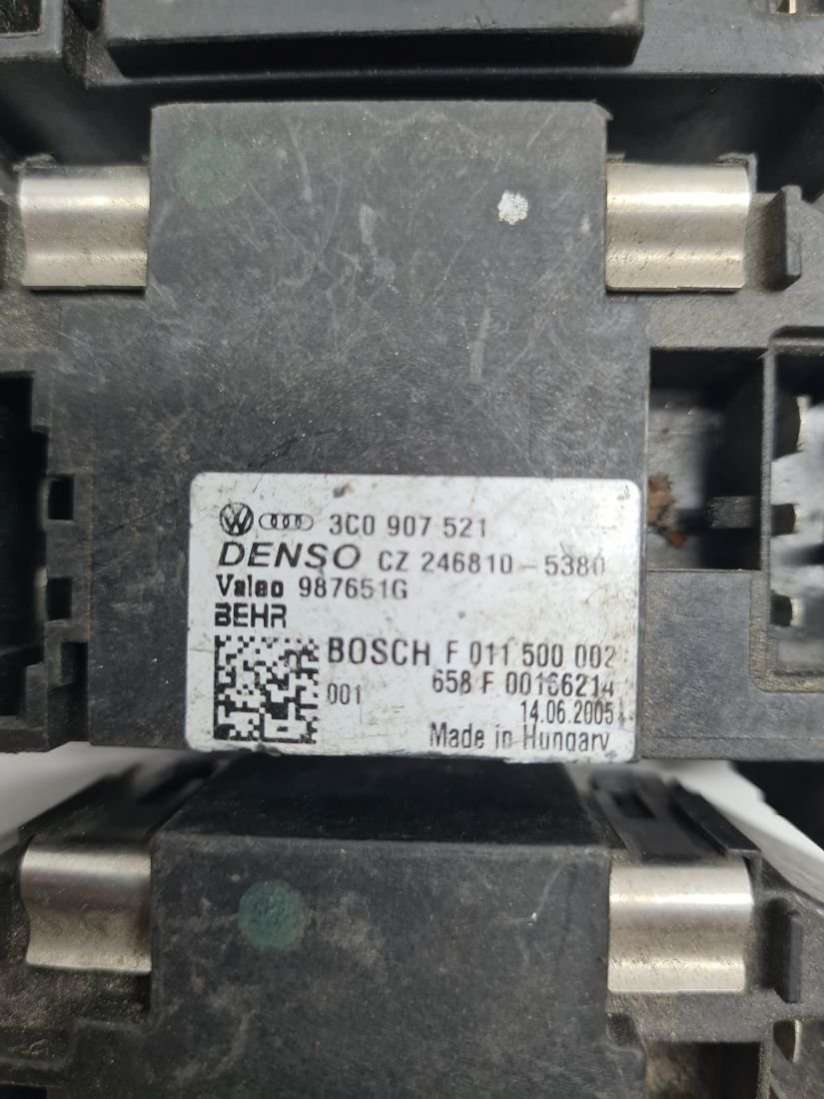 3C0 907 521
DENSO CZ 246810-5380
Valeo 987651G
BEHR
BOSCH F 011 500 002
001 658 F 00166214
14.06.2005
Made in Hungary